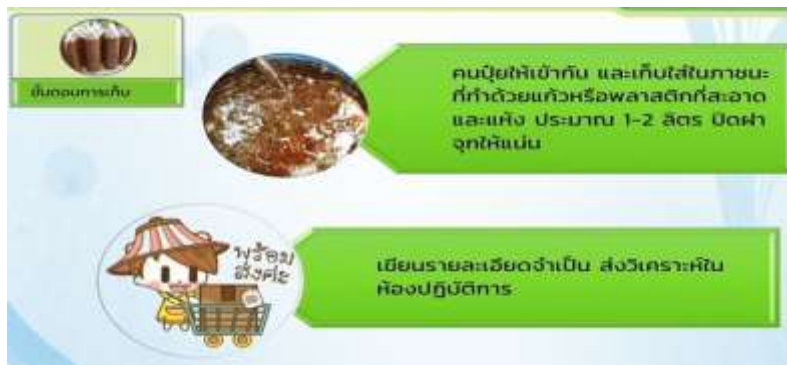 ขั้นตอนการเก็บ
คนปุ๋ยให้เข้ากัน และเก็บใส่ในภาชนะ
ที่ทำด้วยแก้วหรือพลาสติกที่สะอาด
และแห้ง ประมาณ 1-2 ลิตร ปิดฝา
จุกให้แน่น
พร้อม
ส่งค่ะ
เขียนรายละเอียดจำเป็น ส่งวิเคราะห์ใน
ห้องปฏิบัติการ